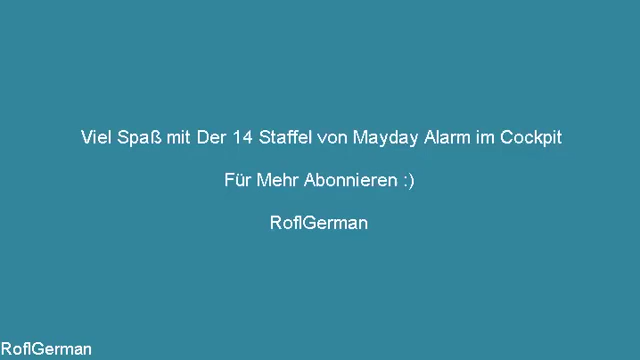 Viel Spaß mit Der 14 Staffel von Mayday Alarm im Cockpit
Für Mehr Abonnieren :)
RoflGerman
RoflGerman